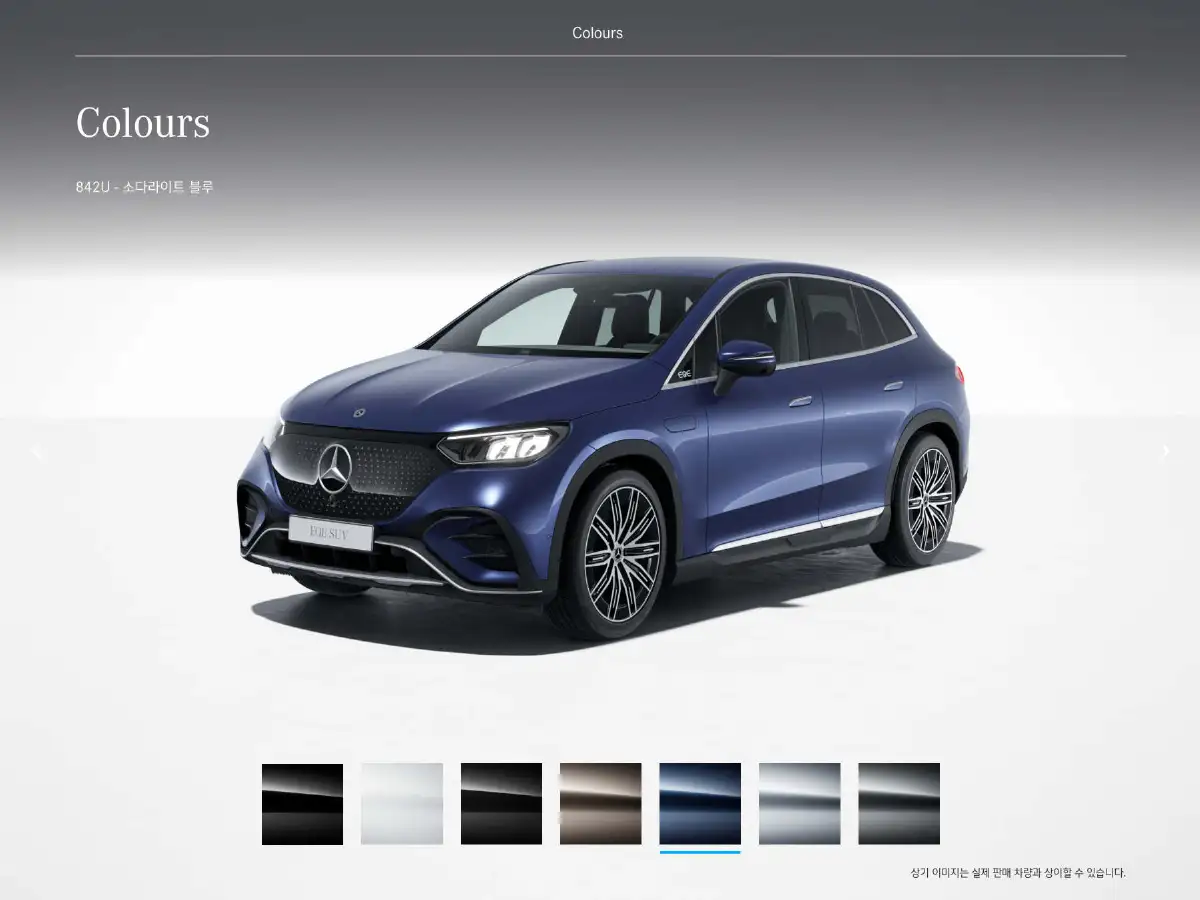 Colours
Colours
842U - 소다라이트 블루
EQE
EQE SUV
상기 이미지는 실제 판매 차량과 상이할 수 있습니다.